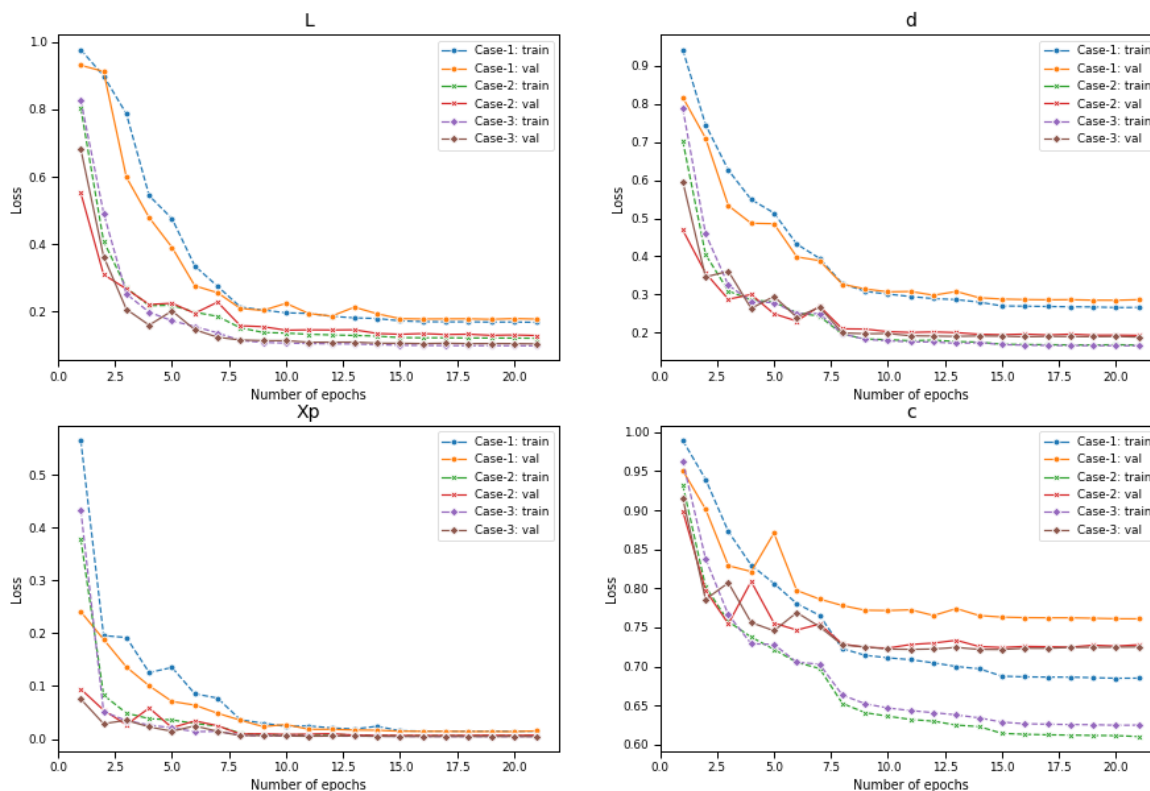 L
1.0
0.8
0.6
0.4
0.2
Loss
0.0 2.5 5.0 7.5 10.0 12.5 15.0 17.5 20.0
Number of epochs
Case-1: train
Case-1: val
Case-2: train
Case-2: val
Case-3: train
Case-3: val
d
0.9
0.8
0.7
0.6
0.5
0.4
0.3
0.2
Loss
0.0 2.5 5.0 7.5 10.0 12.5 15.0 17.5 20.0
Number of epochs
Case-1: train
Case-1: val
Case-2: train
Case-2: val
Case-3: train
Case-3: val
Xp
0.5
0.4
0.3
0.2
0.1
0.0
Loss
0.0 2.5 5.0 7.5 10.0 12.5 15.0 17.5 20.0
Number of epochs
Case-1: train
Case-1: val
Case-2: train
Case-2: val
Case-3: train
Case-3: val
c
1.00
0.95
0.90
0.85
0.80
0.75
0.70
0.65
0.60
Loss
0.0 2.5 5.0 7.5 10.0 12.5 15.0 17.5 20.0
Number of epochs
Case-1: train
Case-1: val
Case-2: train
Case-2: val
Case-3: train
Case-3: val